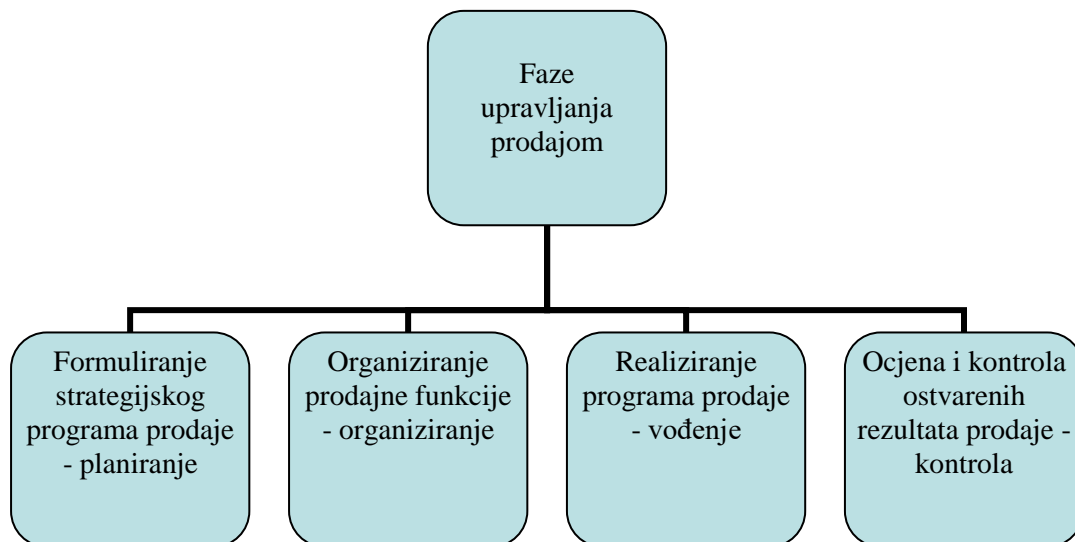 Faze
upravljanja
prodajom
Formuliranje
strategijskog
programa prodaje
- planiranje
Organiziranje
prodajne funkcije
- organiziranje
Realiziranje
programa prodaje
- vođenje
Ocjena i kontrola
ostvarenih
rezultata prodaje -
kontrola